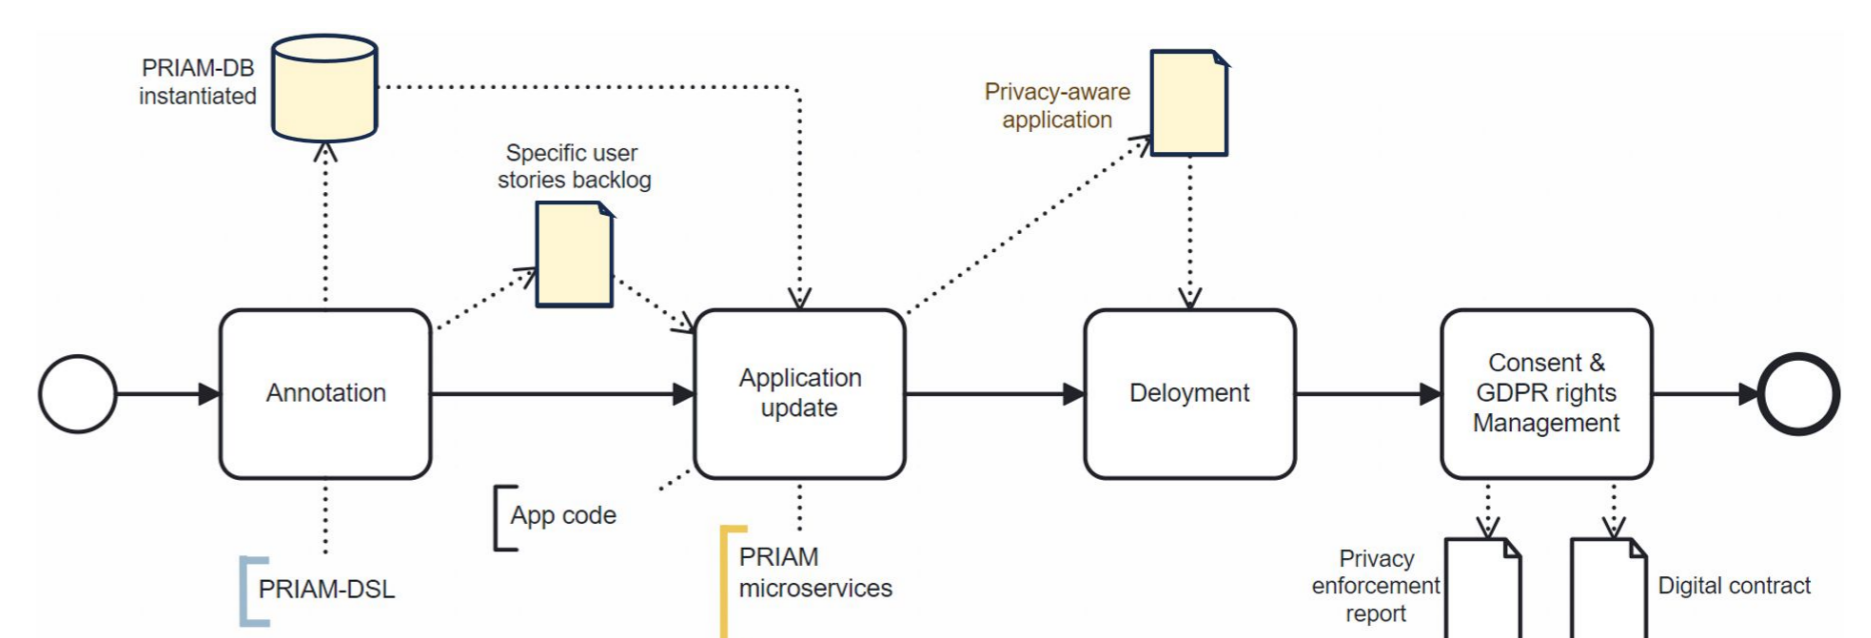 PRIAM-DB
instantiated
Specific user
stories backlog
Privacy-aware
application
Annotation
Application
update
Deloyment
Consent &
GDPR rights
Management
App code
PRIAM-DSL
PRIAM
microservices
Privacy
enforcement
report
Digital contract